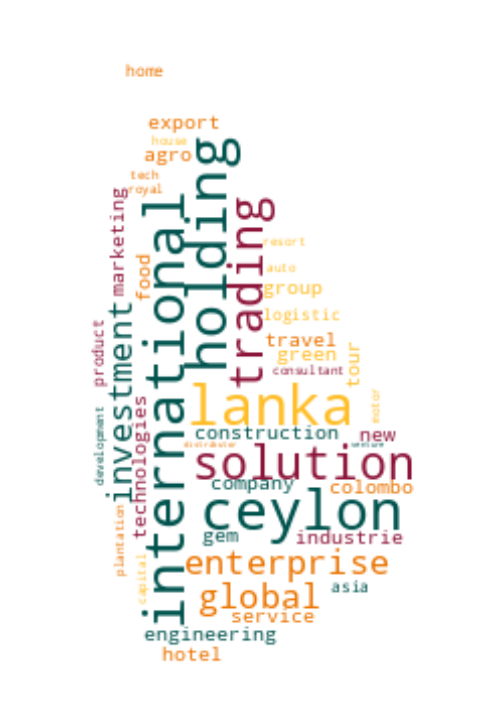 home
export
house
agro
holding
tech
royal
marketing
international
trading
resort
food
auto
group
investment
logistic
product
travel
green
tour
consultant
lanka
motor
technologies
construction
new
distributor
development
solution
company
colombo
ceylon
plantation
gem
industrie
enterprise
capital
asia
global
service
engineering
hotel